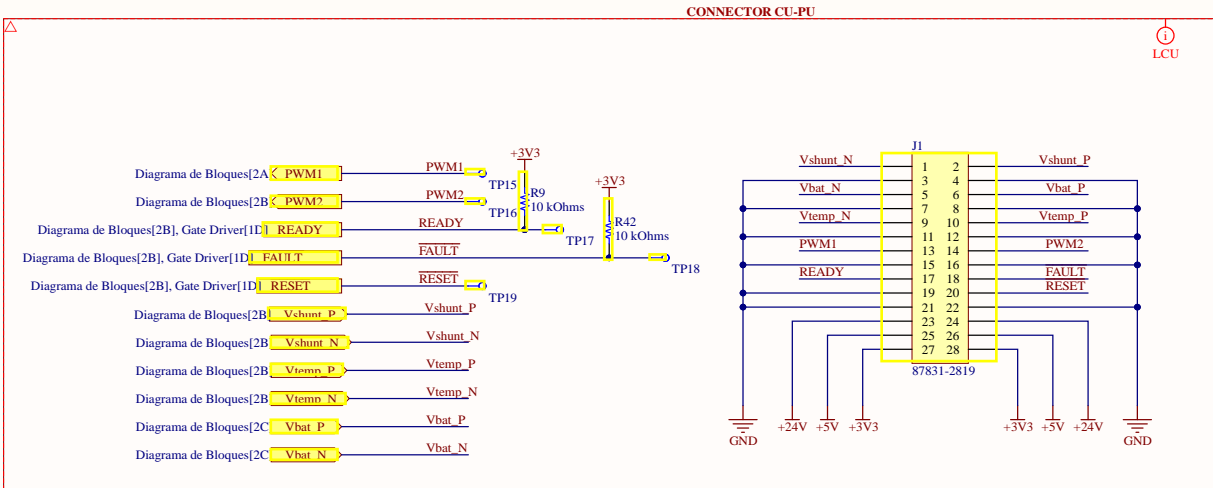 CONNECTOR CU-PU
i
LCU
Diagrama de Bloques[2A PWM1 PWM1 TP15
Diagrama de Bloques[2B PWM2 PWM2 TP16
Diagrama de Bloques[2B], Gate Driver[1D] READY READY TP17
Diagrama de Bloques[2B], Gate Driver[1D] FAULT FAULT TP18
Diagrama de Bloques[2B], Gate Driver[1D] RESET RESET TP19
Diagrama de Bloques[2B Vshunt_P Vshunt_P
Diagrama de Bloques[2B Vshunt_N Vshunt_N
Diagrama de Bloques[2B Vtemp_P Vtemp_P
Diagrama de Bloques[2B Vtemp_N Vtemp_N
Diagrama de Bloques[2C Vbat_P Vbat_P
Diagrama de Bloques[2C Vbat_N Vbat_N
+3V3
R9
10 kOhms
+3V3
R42
10 kOhms
J1
Vshunt_N 1 2 Vshunt_P
3 4
Vbat_N 5 6 Vbat_P
7 8
Vtemp_N 9 10 Vtemp_P
11 12
PWM1 13 14 PWM2
15 16
READY 17 18 FAULT
19 20 RESET
21 22
23 24
25 26
27 28
87831-2819
GND +24V +5V +3V3 +3V3 +5V +24V GND